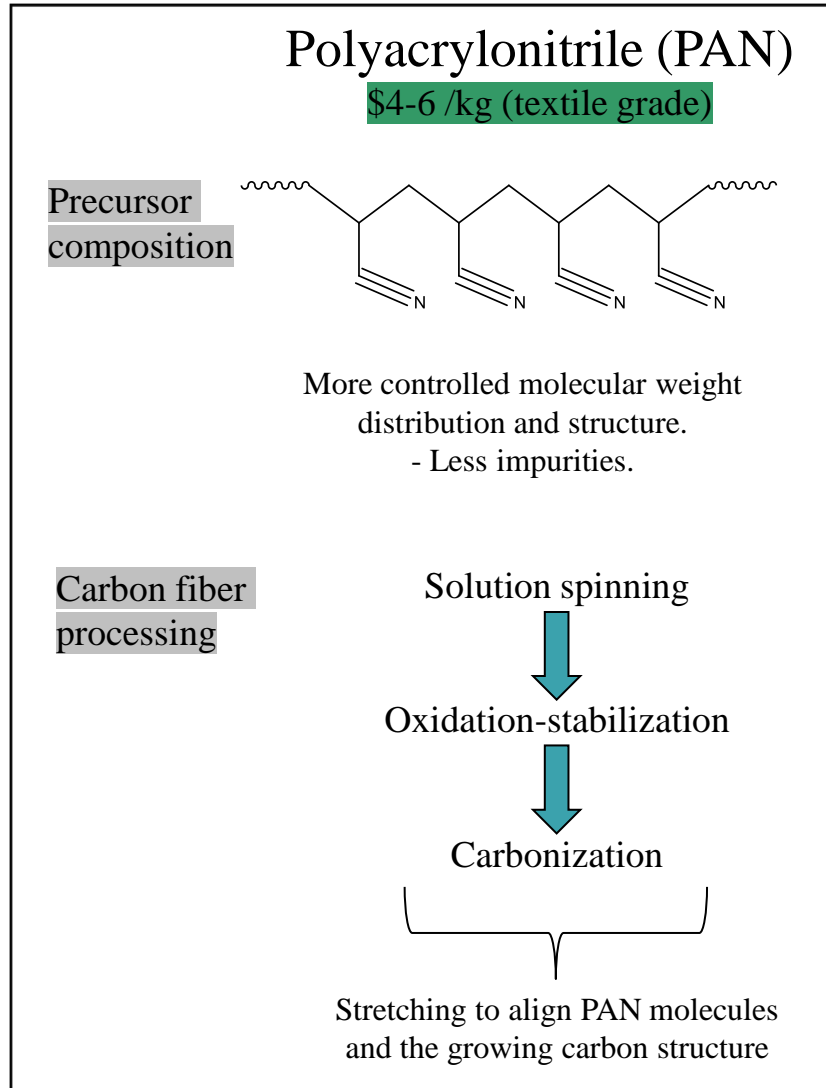 Polyacrylonitrile (PAN)
$4-6 /kg (textile grade)
Precursor
composition
N
N
N
N
More controlled molecular weight
distribution and structure.
- Less impurities.
Carbon fiber
processing
Solution spinning
Oxidation-stabilization
Carbonization
Stretching to align PAN molecules
and the growing carbon structure